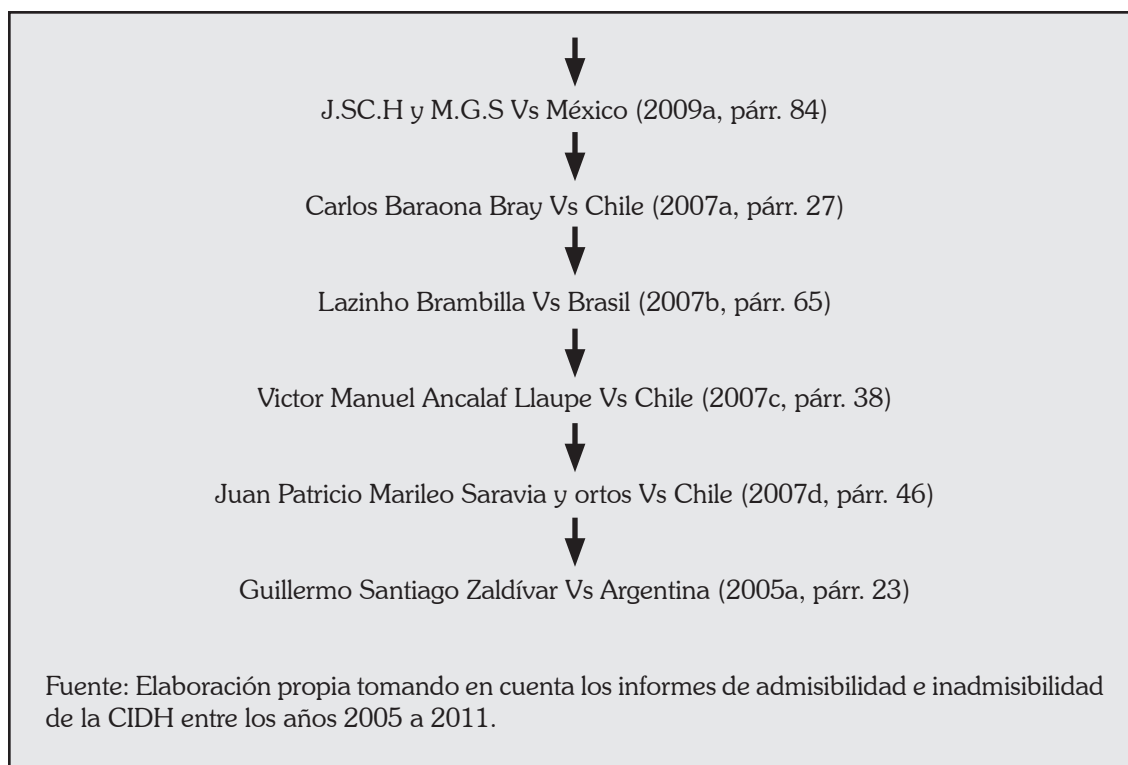 J.SC.H y M.G.S Vs México (2009a, párr. 84)
Carlos Baraona Bray Vs Chile (2007a, párr. 27)
Lazinho Brambilla Vs Brasil (2007b, párr. 65)
Victor Manuel Ancalaf Llaupe Vs Chile (2007c, párr. 38)
Juan Patricio Marileo Saravia y ortos Vs Chile (2007d, párr. 46)
Guillermo Santiago Zaldívar Vs Argentina (2005a, párr. 23)
Fuente: Elaboración propia tomando en cuenta los informes de admisibilidad e inadmisibilidad
de la CIDH entre los años 2005 a 2011.